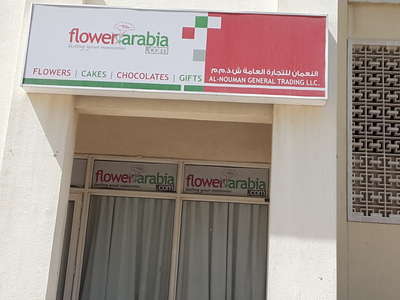 flowerarabia
.com
FLOWERS | CAKES | CHOCOLATES | GIFTS
النعمان للتجارة العامة ش.ذ.م.م
AL-NOUMAN GENERAL TRADING LLC.
flowerarabia
.com
flowerarabia
.com